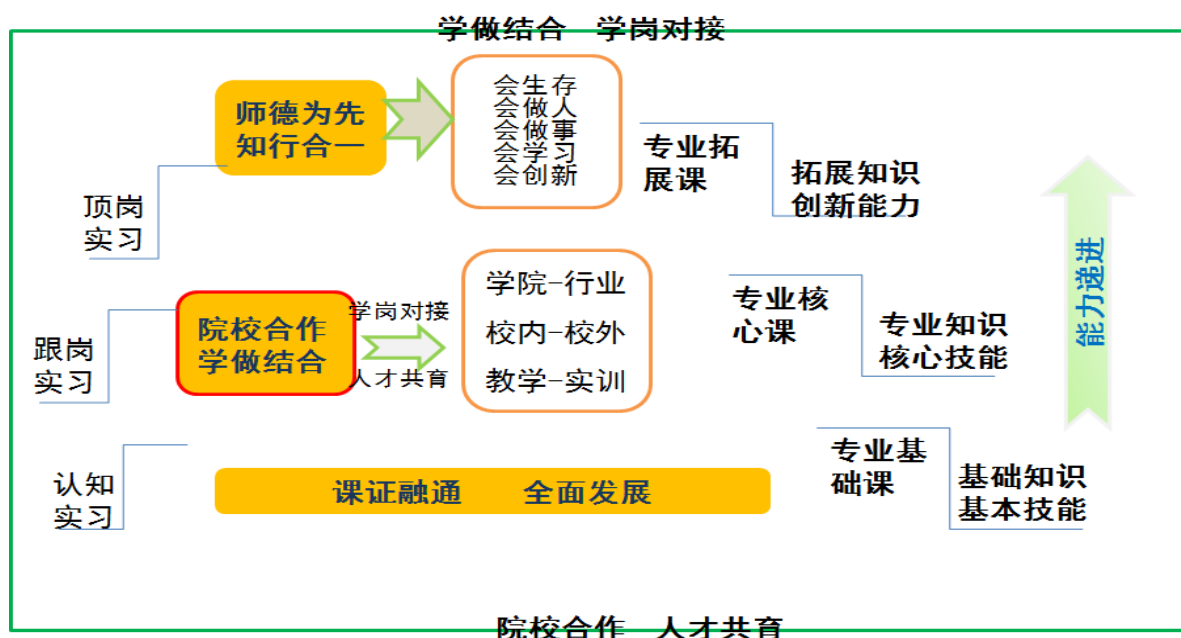 学做结合 学岗对接
师德为先
知行合一
会生存
会做人
会做事
会学习
会创新
专业拓
展课
拓展知识
创新能力
顶岗
实习
能力递进
跟岗
实习
院校合作
学做结合
学岗对接
人才共育
学院-行业
校内-校外
教学-实训
专业核
心课
专业知识
核心技能
认知
实习
课证融通 全面发展
专业基
础课
基础知识
基本技能
院校合作 人才共育